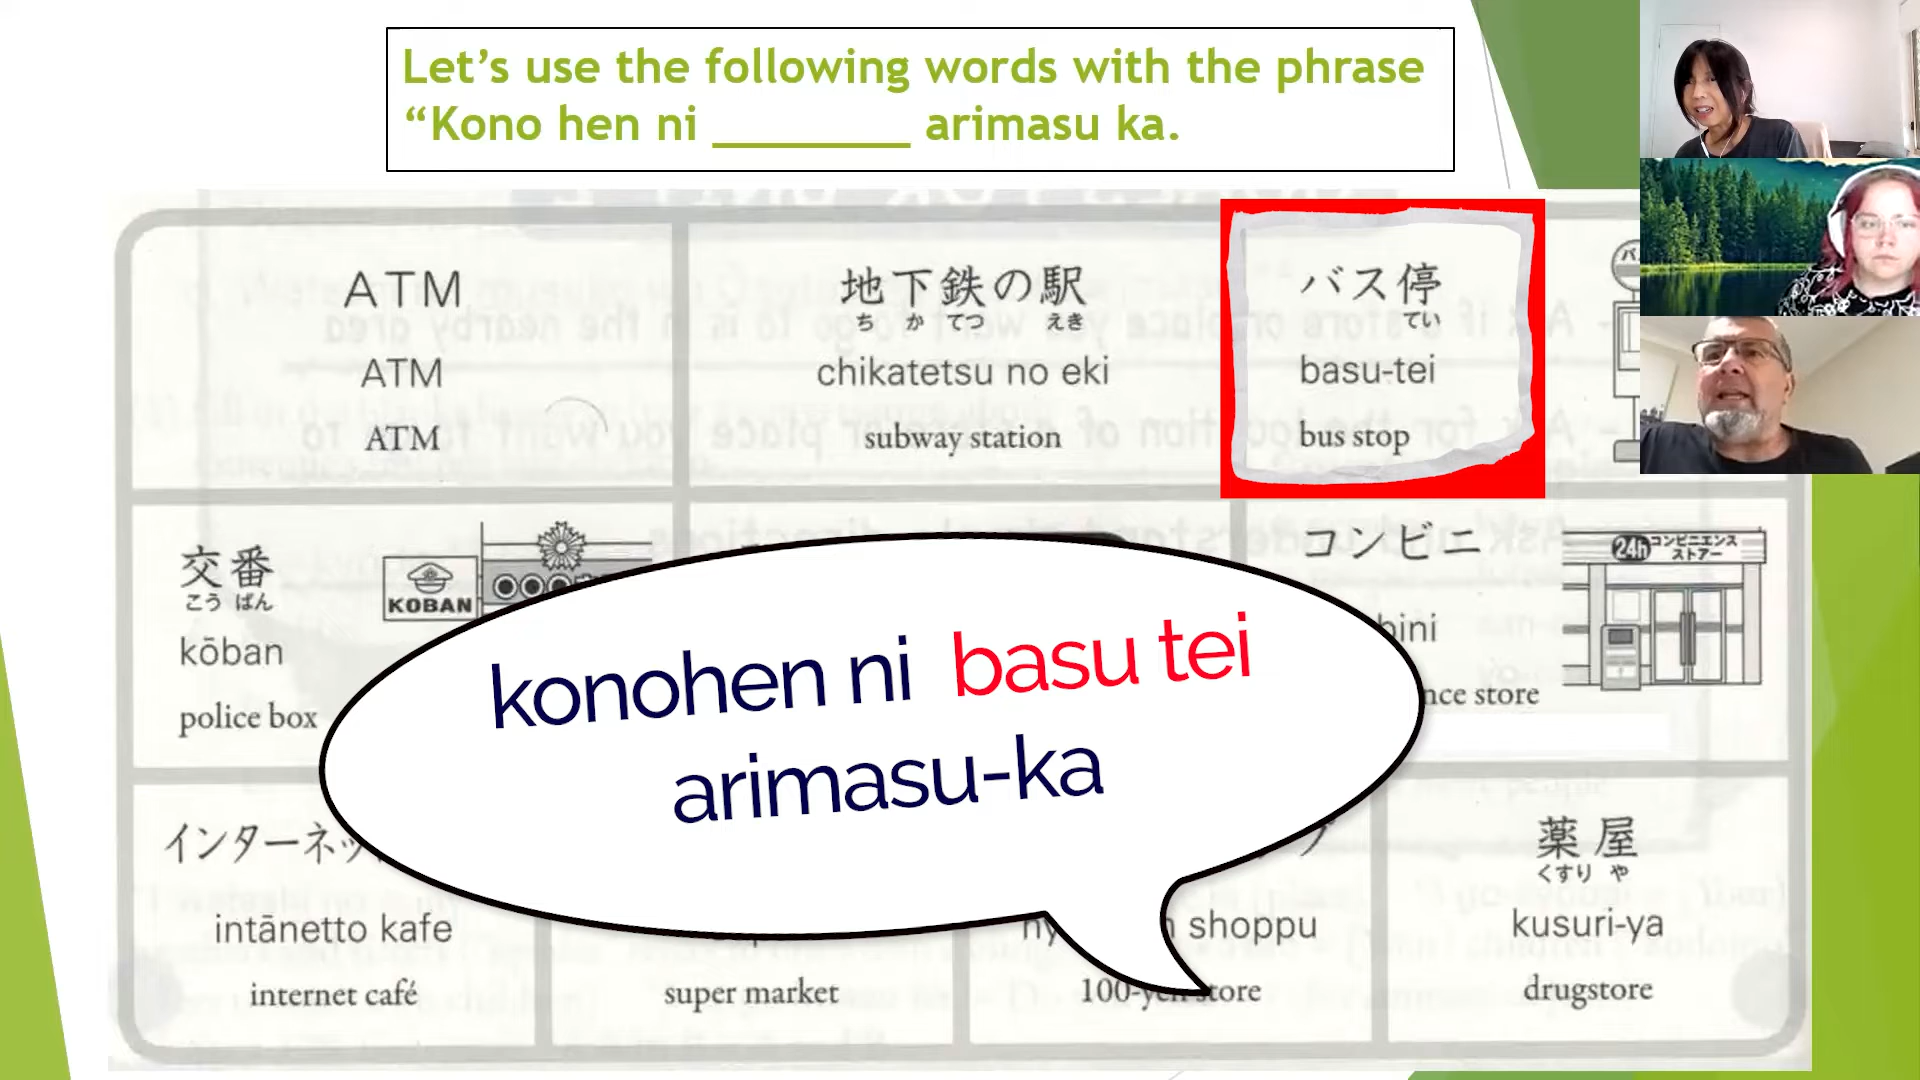 Let's use the following words with the phrase
“Kono hen ni ________ arimasu ka.
ATM
ATM
ATM
地下鉄の駅
ち か てつ えき
chikatetsu no eki
subway station
バス停
てい
basu-tei
bus stop
交番
こう ばん
kōban
police box
KOBAN
コンビニ
bini
nce store
24h コンビニエンス
ストアー
konohen ni basu tei
arimasu-ka
インターネッ
intānetto kafe
internet café
super market
shoppu
100-yen store
薬屋
くすり や
kusuri-ya
drugstore